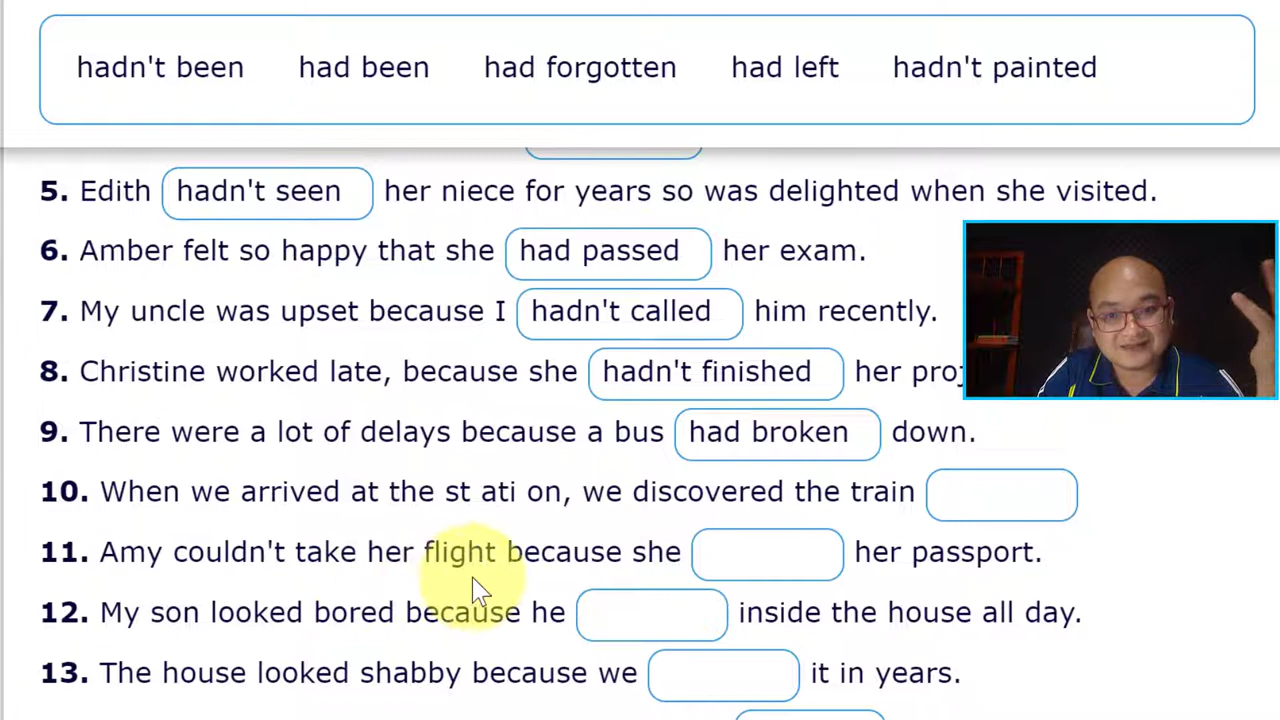 hadn't been had been had forgotten had left hadn't painted
5. Edith hadn't seen her niece for years so was delighted when she visited.
6. Amber felt so happy that she had passed her exam.
7. My uncle was upset because I hadn't called him recently.
8. Christine worked late, because she hadn't finished her proj
9. There were a lot of delays because a bus had broken down.
10. When we arrived at the st ati on, we discovered the train
11. Amy couldn't take her flight because she her passport.
12. My son looked bored because he inside the house all day.
13. The house looked shabby because we it in years.